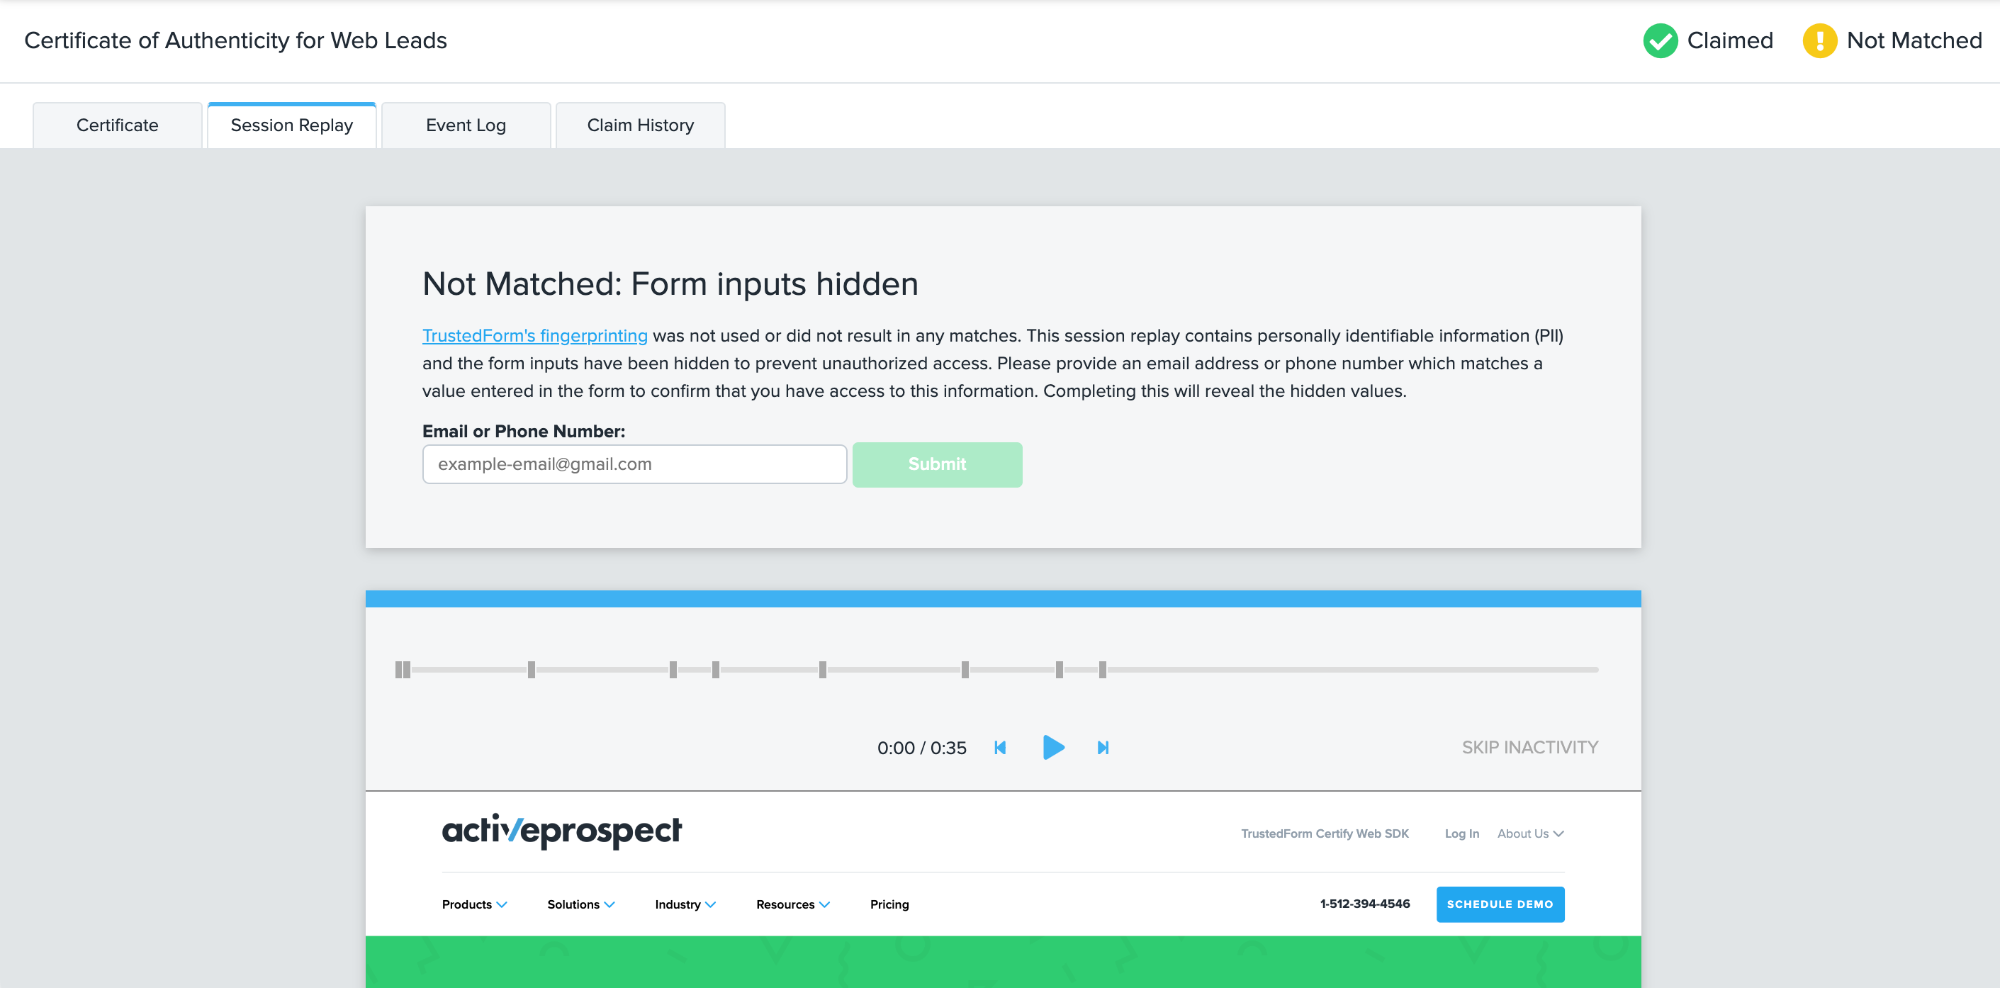 Certificate of Authenticity for Web Leads
Claimed
Not Matched
Certificate
Session Replay
Event Log
Claim History
Not Matched: Form inputs hidden
TrustedForm's fingerprinting was not used or did not result in any matches. This session replay contains personally identifiable information (PII)
and the form inputs have been hidden to prevent unauthorized access. Please provide an email address or phone number which matches a
value entered in the form to confirm that you have access to this information. Completing this will reveal the hidden values.
Email or Phone Number:
example-email@gmail.com
Submit
0:00 / 0:35
SKIP INACTIVITY
activeprospect
TrustedForm Certify Web SDK
Log In
About Us
Products
Solutions
Industry
Resources
Pricing
1-512-394-4546
SCHEDULE DEMO